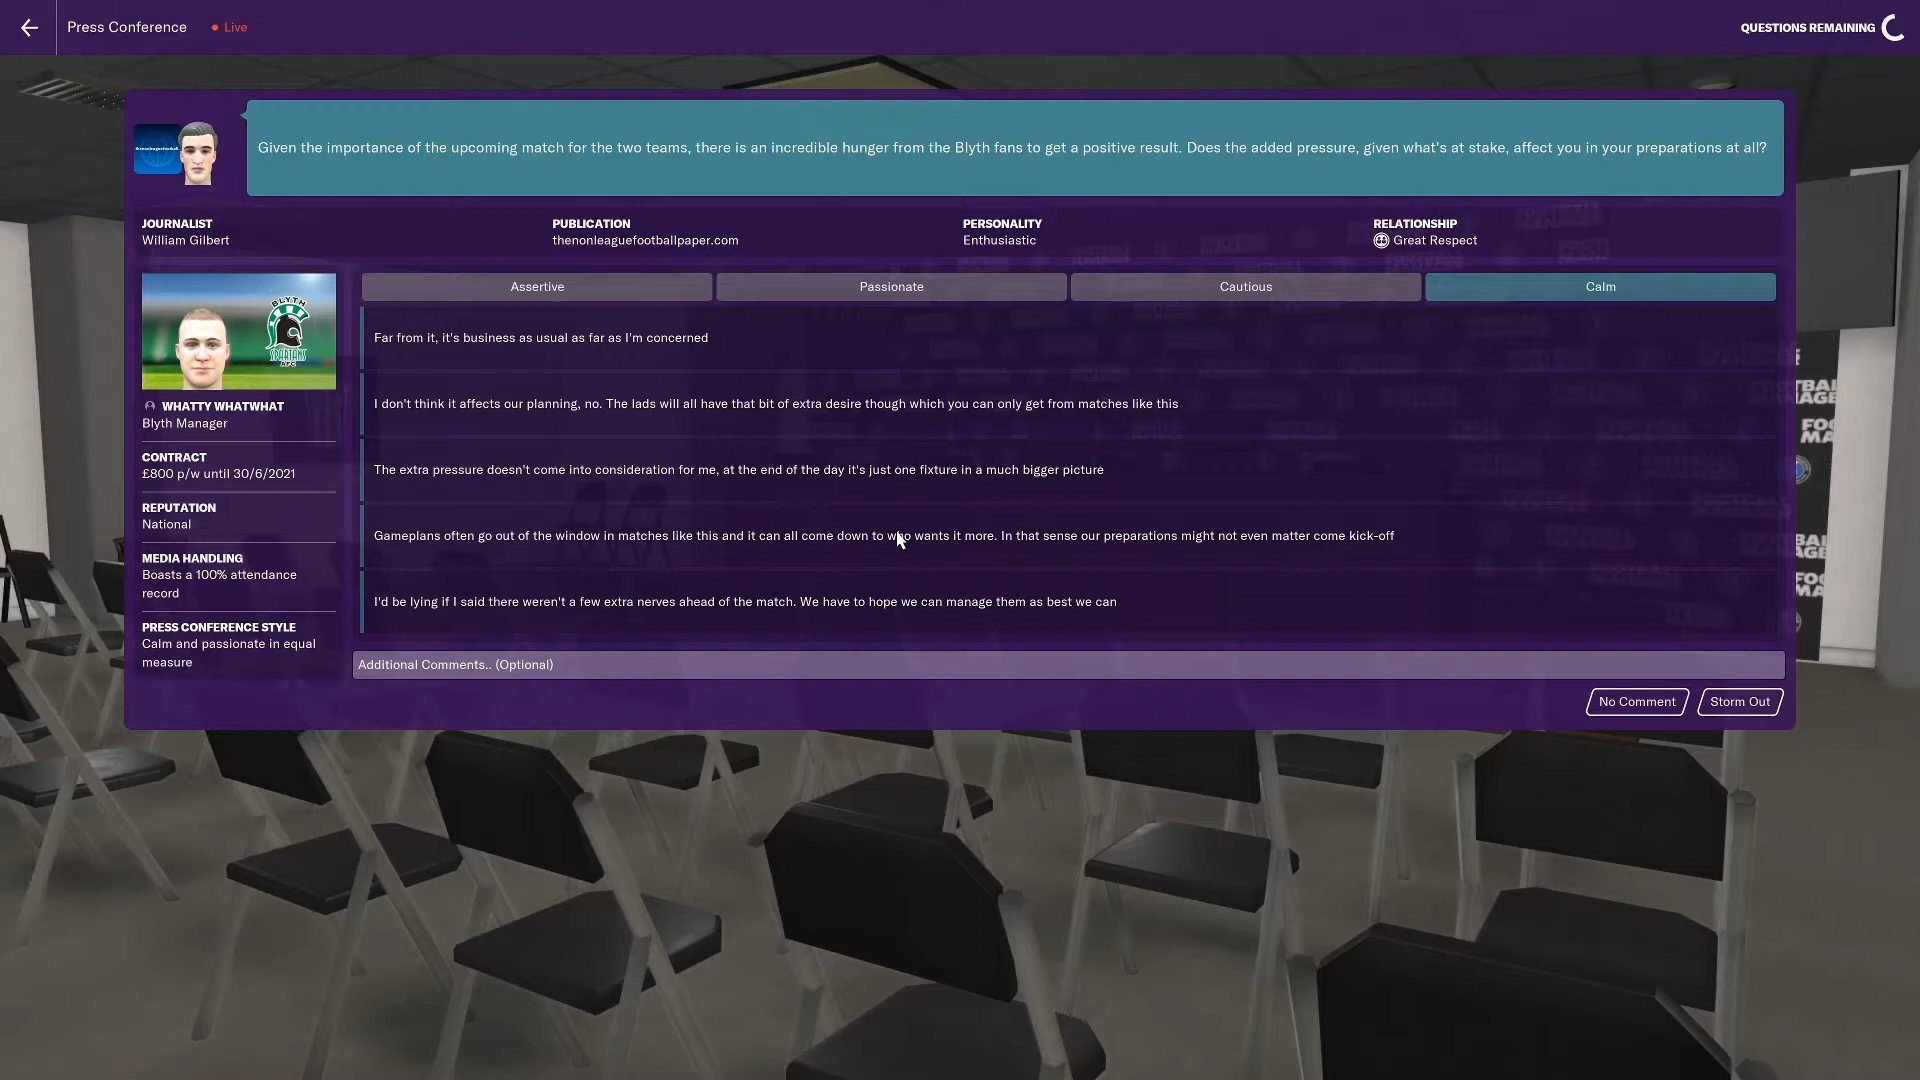 Press Conference
Live
QUESTIONS REMAINING
Given the importance of the upcoming match for the two teams, there is an incredible hunger from the Blyth fans to get a positive result. Does the added pressure, given what's at stake, affect you in your preparations at all?
JOURNALIST
William Gilbert
PUBLICATION
thenonleaguefootballpaper.com
PERSONALITY
Enthusiastic
RELATIONSHIP
Great Respect
Assertive
Passionate
Cautious
Calm
BLYTH
SPARTANS
AFC
WHATTY WHATWHAT
Blyth Manager
CONTRACT
£800 p/w until 30/6/2021
REPUTATION
National
MEDIA HANDLING
Boasts a 100% attendance
record
PRESS CONFERENCE STYLE
Calm and passionate in equal
measure
Far from it, it's business as usual as far as I'm concerned
I don't think it affects our planning, no. The lads will all have that bit of extra desire though which you can only get from matches like this
The extra pressure doesn't come into consideration for me, at the end of the day it's just one fixture in a much bigger picture
Gameplans often go out of the window in matches like this and it can all come down to who wants it more. In that sense our preparations might not even matter come kick-off
I'd be lying if I said there weren't a few extra nerves ahead of the match. We have to hope we can manage them as best we can
Additional Comments.. (Optional)
No Comment
Storm Out